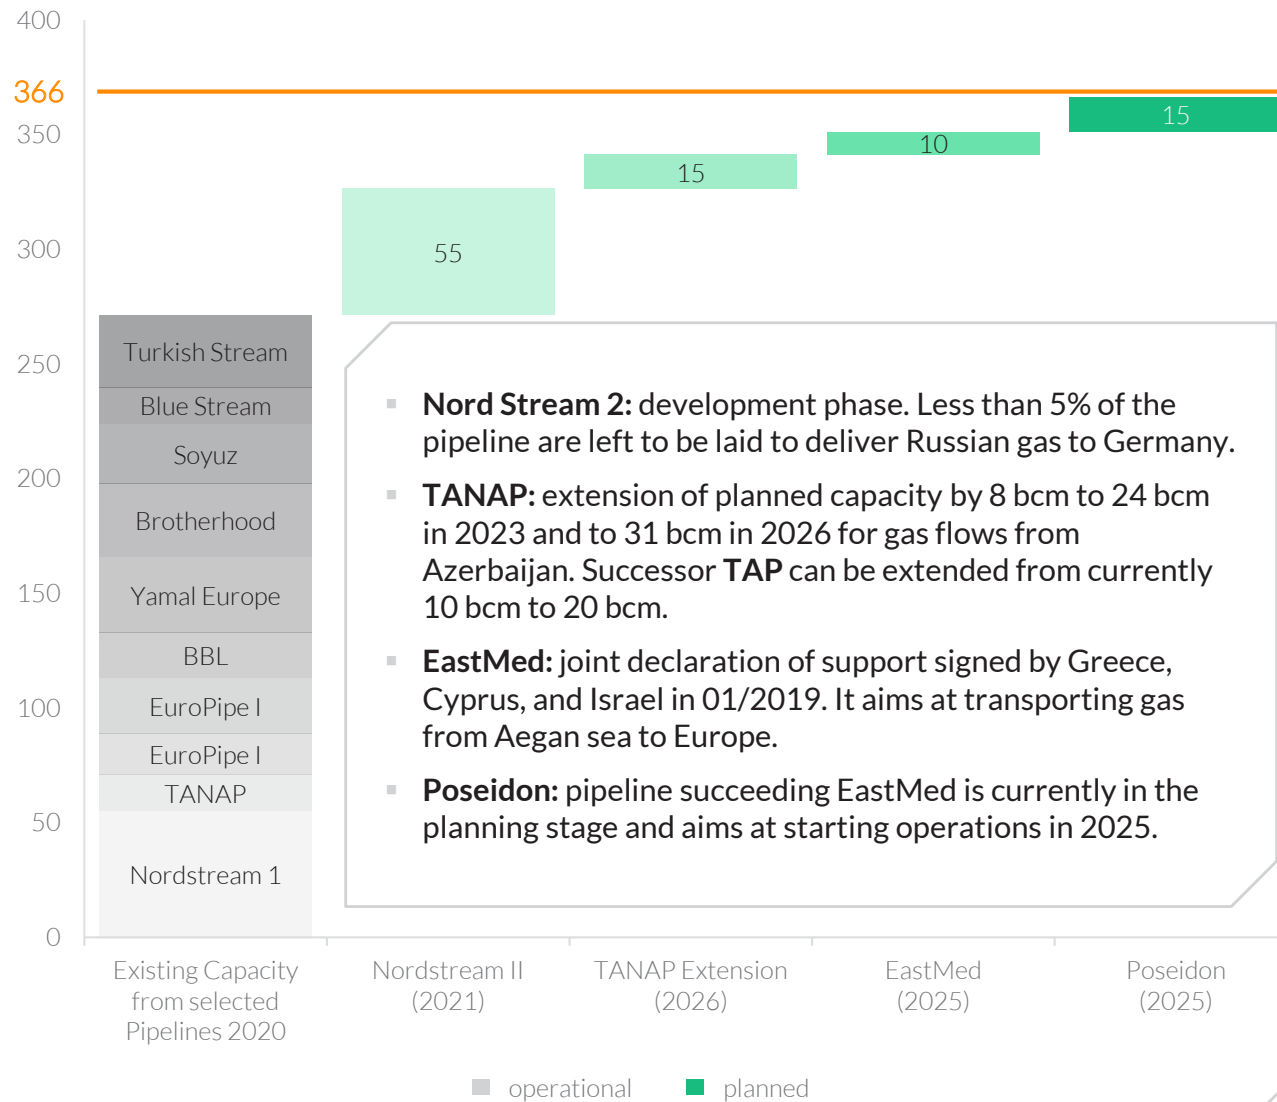 400
366
350
300
250
200
150
100
50
0
15
10
15
55
Turkish Stream
Blue Stream
Soyuz
Brotherhood
Yamal Europe
BBL
EuroPipe I
EuroPipe I
TANAP
Nordstream 1
▪ Nord Stream 2: development phase. Less than 5% of the
pipeline are left to be laid to deliver Russian gas to Germany.
▪ TANAP: extension of planned capacity by 8 bcm to 24 bcm
in 2023 and to 31 bcm in 2026 for gas flows from
Azerbaijan. Successor TAP can be extended from currently
10 bcm to 20 bcm.
▪ EastMed: joint declaration of support signed by Greece,
Cyprus, and Israel in 01/2019. It aims at transporting gas
from Aegan sea to Europe.
▪ Poseidon: pipeline succeeding EastMed is currently in the
planning stage and aims at starting operations in 2025.
Existing Capacity
from selected
Pipelines 2020
Nordstream II
(2021)
TANAP Extension
(2026)
EastMed
(2025)
Poseidon
(2025)
operational
planned